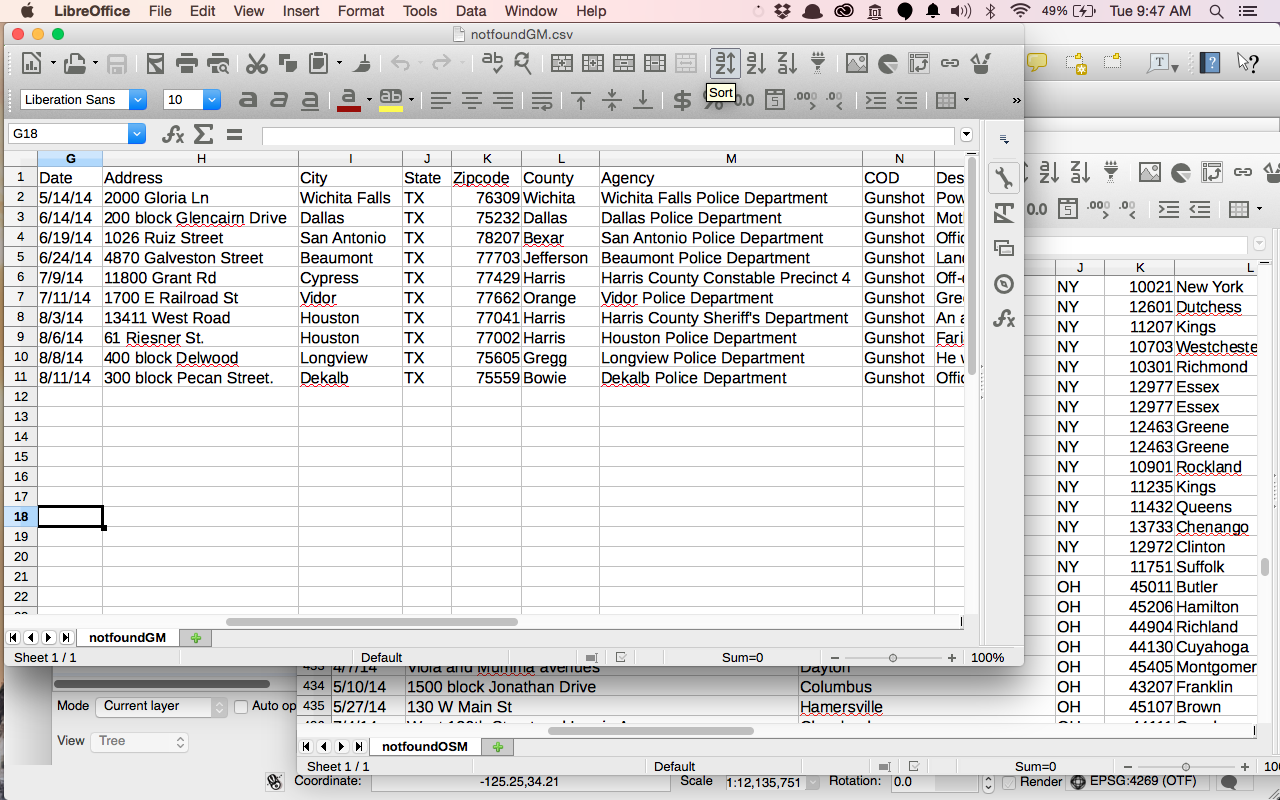 LibreOffice File Edit View Insert Format Tools Data Window Help 49% Tue 9:47 AM
notfoundGM.csv
Liberation Sans 10
Sort
G18
G H I J K L M N
1 Date Address City State Zipcode County Agency COD Des
2 5/14/14 2000 Gloria Ln Wichita Falls TX 76309 Wichita Wichita Falls Police Department Gunshot Pow
3 6/14/14 200 block Glencairn Drive Dallas TX 75232 Dallas Dallas Police Department Gunshot Mot
4 6/19/14 1026 Ruiz Street San Antonio TX 78207 Bexar San Antonio Police Department Gunshot Offic
5 6/24/14 4870 Galveston Street Beaumont TX 77703 Jefferson Beaumont Police Department Gunshot Lan
6 7/9/14 11800 Grant Rd Cypress TX 77429 Harris Harris County Constable Precinct 4 Gunshot Off-
7 7/11/14 1700 E Railroad St Vidor TX 77662 Orange Vidor Police Department Gunshot Gre
8 8/3/14 13411 West Road Houston TX 77041 Harris Harris County Sheriff's Department Gunshot An a
9 8/6/14 61 Riesner St. Houston TX 77002 Harris Houston Police Department Gunshot Fari
10 8/8/14 400 block Delwood Longview TX 75605 Gregg Longview Police Department Gunshot He w
11 8/11/14 300 block Pecan Street. Dekalb TX 75559 Bowie Dekalb Police Department Gunshot Offic
12
13
14
15
16
17
18
19
20
21
22
notfoundGM
Sheet 1 / 1 Default Sum=0 100%
J K L
NY 10021 New York
NY 12601 Dutchess
NY 11207 Kings
NY 10703 Westcheste
NY 10301 Richmond
NY 12977 Essex
NY 12977 Essex
NY 12463 Greene
NY 12463 Greene
NY 10901 Rockland
NY 11235 Kings
NY 11432 Queens
NY 13733 Chenango
NY 12972 Clinton
NY 11751 Suffolk
OH 45011 Butler
OH 45206 Hamilton
OH 44904 Richland
OH 44130 Cuyahoga
433 4/7/14 Viola and Mumma avenues Dayton OH 45405 Montgomer
434 5/10/14 1500 block Jonathan Drive Columbus OH 43207 Franklin
435 5/27/14 130 W Main St Hamersville OH 45107 Brown
notfoundOSM
Sheet 1 / 1 Default Sum=0 100
Mode Current layer Auto op
View Tree
Coordinate: -125.25,34.21 Scale 1:12,135,751 Rotation: 0.0 Render EPSG:4269 (OTF)